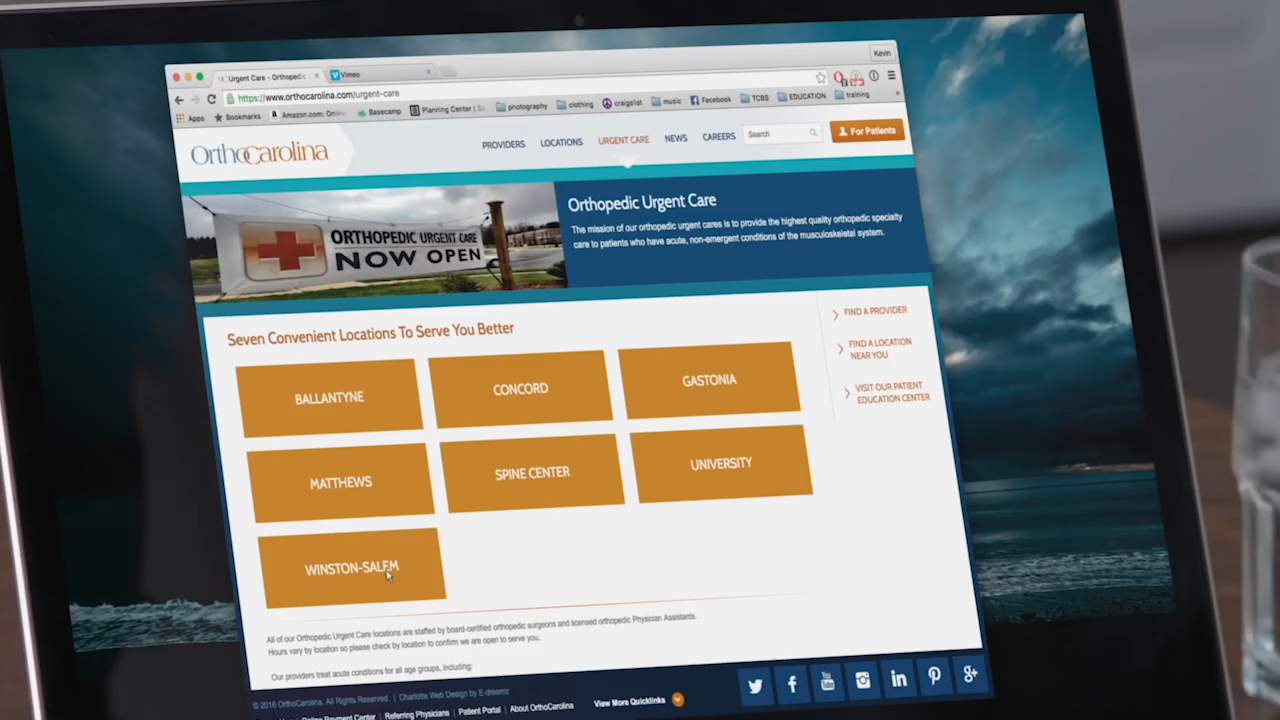 Kevin
Urgent Care - Orthopedic
Vimeo
https://www.orthocarolina.com/urgent-care
Apps
Bookmarks
Amazon.com: Online
Basecamp
Planning Center
photography
clothing
craigslist
music
Facebook
TCBS
EDUCATION
training
OrthoCarolina
PROVIDERS
LOCATIONS
URGENT CARE
NEWS
CAREERS
Search
For Patients
ORTHOPEDIC URGENT CARE
NOW OPEN
Orthopedic Urgent Care
The mission of our orthopedic urgent cares is to provide the highest quality orthopedic specialty
care to patients who have acute, non-emergent conditions of the musculoskeletal system.
Seven Convenient Locations To Serve You Better
BALLANTYNE
CONCORD
GASTONIA
MATTHEWS
SPINE CENTER
UNIVERSITY
WINSTON-SALEM
FIND A PROVIDER
FIND A LOCATION
NEAR YOU
VISIT OUR PATIENT
EDUCATION CENTER
All of our Orthopedic Urgent Care locations are staffed by board-certified orthopedic surgeons and licensed orthopedic Physician Assistants.
Hours vary by location so please check by location to confirm we are open to serve you.
Our providers treat acute conditions for all age groups, including:
© 2016 OrthoCarolina. All Rights Reserved. | Charlotte Web Design by E-dreamz
Online Payment Center | Referring Physicians | Patient Portal | About OrthoCarolina
View More Quicklinks
You
Tube
in
g+